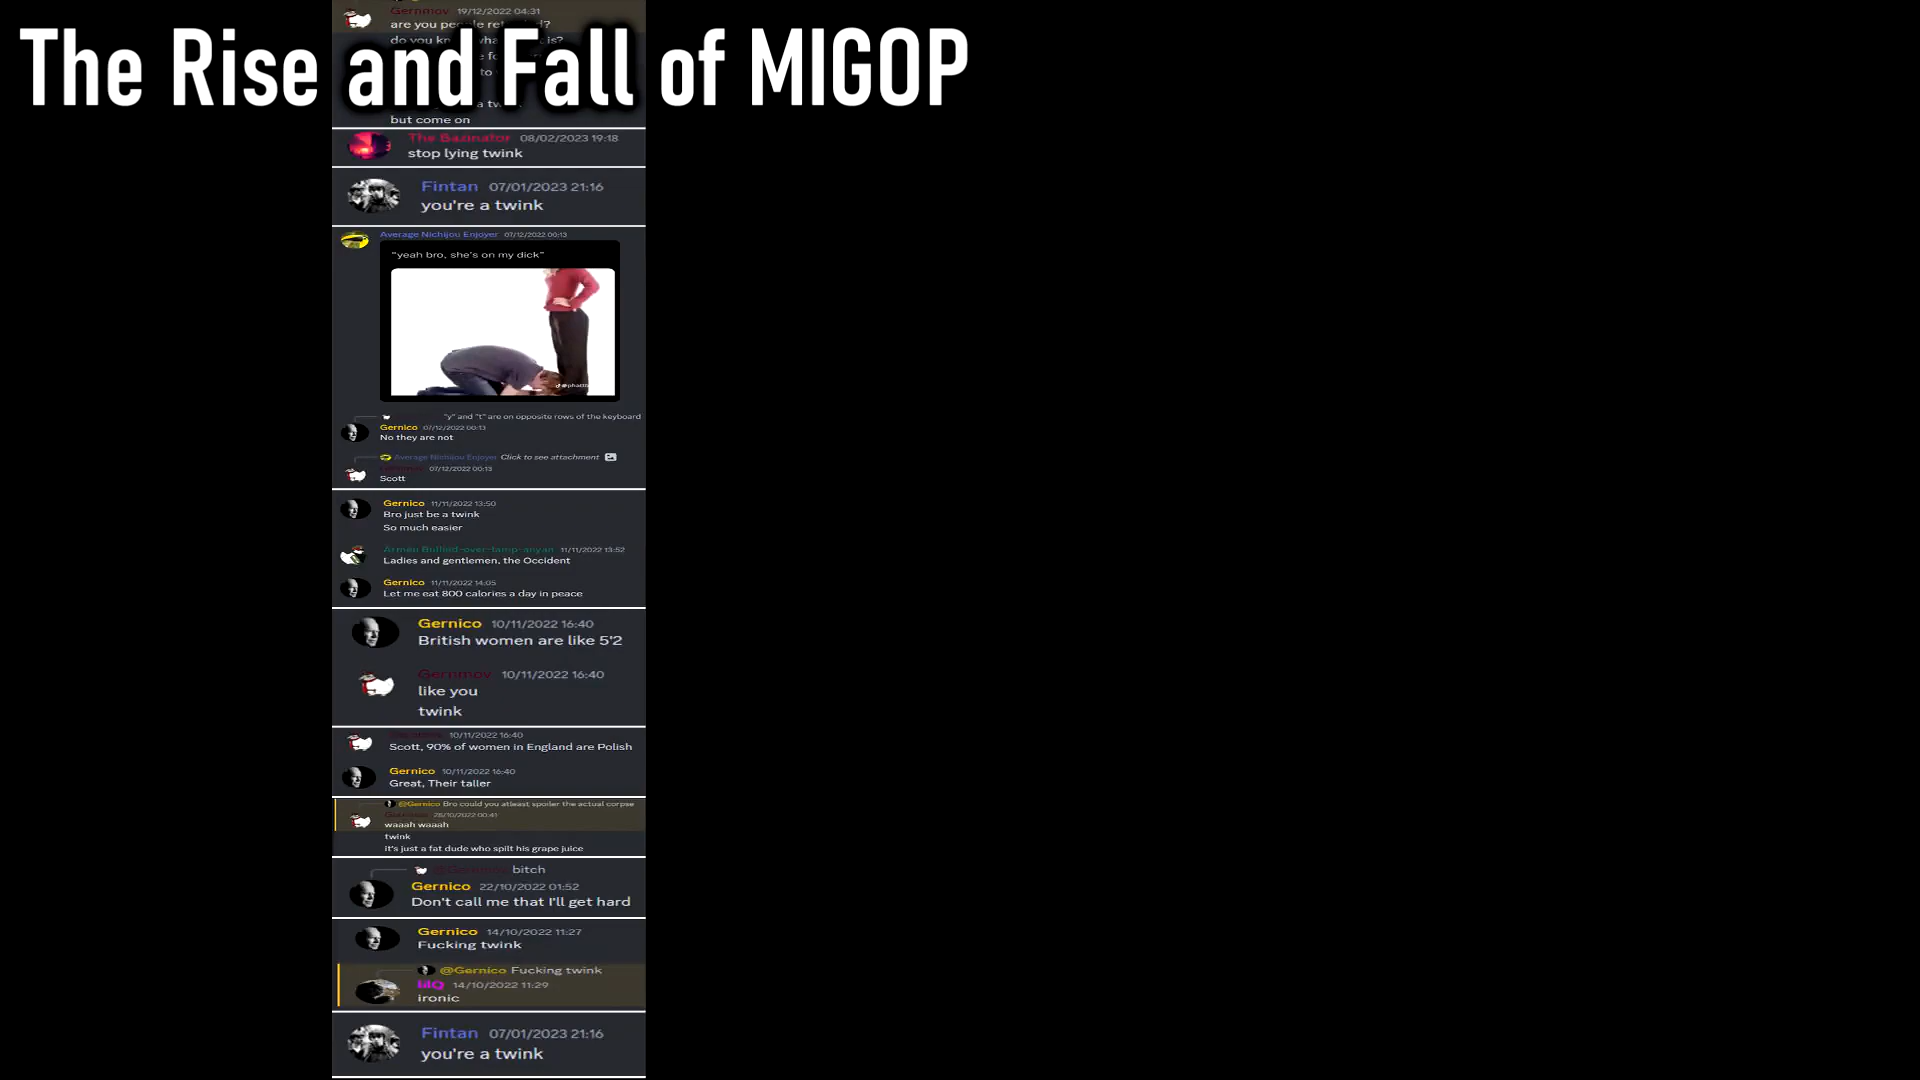 The Rise and Fall of MIGOP
Gernmov 19/12/2022 04:31
are you
do you
but come on
The Bazinnator 08/02/2023 19:18
stop lying twink
Fintan 07/01/2023 21:16
you're a twink
Average Nichijou Enjoyer 07/12/2022 00:13
"yeah bro, she's on my dick"
"y" and "t" are on opposite rows of the keyboard
Gernico 07/12/2022 00:13
No they are not
Average Nichijou Enjoyer Click to see attachment
07/12/2022 00:13
Scott
Gernico 11/11/2022 13:50
Bro just be a twink
So much easier
11/11/2022 13:52
Ladies and gentlemen, the Occident
Gernico 11/11/2022 14:05
Let me eat 800 calories a day in peace
Gernico 10/11/2022 16:40
British women are like 5'2
Gernmov 10/11/2022 16:40
like you
twink
10/11/2022 16:40
Scott, 90% of women in England are Polish
Gernico 10/11/2022 16:40
Great, Their taller
@Gernico Bro could you atleast spoiler the actual corpse
28/10/2022 00:41
waaah waaah
twink
it's just a fat dude who spilt his grape juice
@Gernmov bitch
Gernico 22/10/2022 01:52
Don't call me that I'll get hard
Gernico 14/10/2022 11:27
Fucking twink
@Gernico Fucking twink
14/10/2022 11:29
ironic
Fintan 07/01/2023 21:16
you're a twink